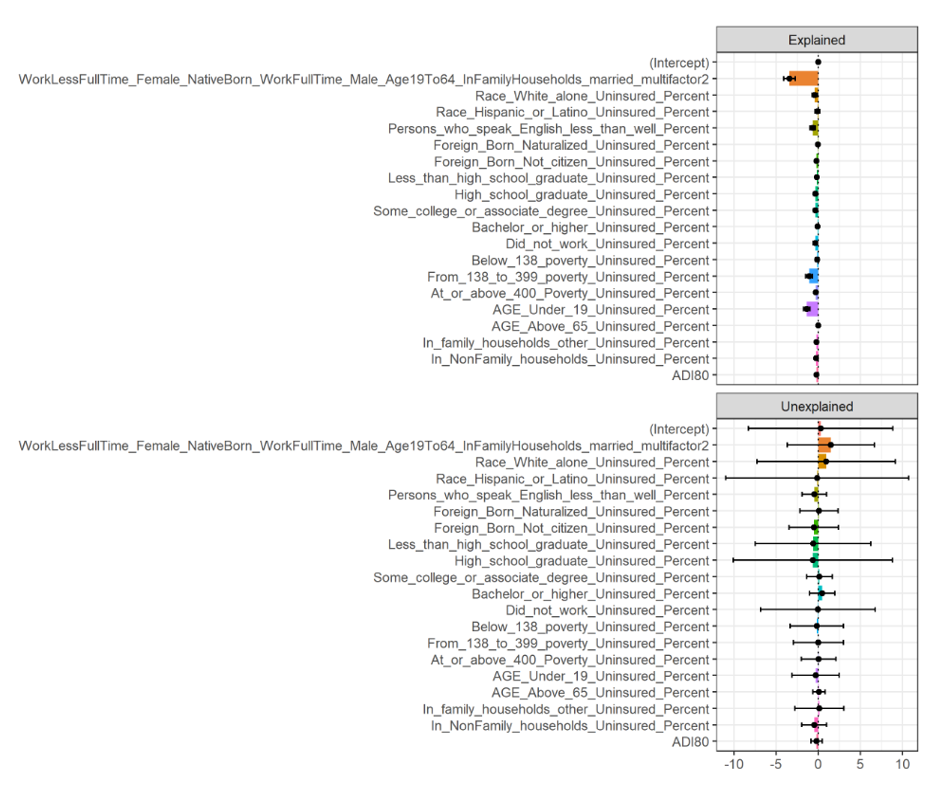 Explained
(Intercept)
WorkLessFullTime_Female_NativeBorn_WorkFullTime_Male_Age19To64_InFamilyHouseholds_married_multifactor2
Race_White_alone_Uninsured_Percent
Race_Hispanic_or_Latino_Uninsured_Percent
Persons_who_speak_English_less_than_well_Percent
Foreign_Born_Naturalized_Uninsured_Percent
Foreign_Born_Not_citizen_Uninsured_Percent
Less_than_high_school_graduate_Uninsured_Percent
High_school_graduate_Uninsured_Percent
Some_college_or_associate_degree_Uninsured_Percent
Bachelor_or_higher_Uninsured_Percent
Did_not_work_Uninsured_Percent
Below_138_poverty_Uninsured_Percent
From_138_to_399_poverty_Uninsured_Percent
At_or_above_400_Poverty_Uninsured_Percent
AGE_Under_19_Uninsured_Percent
AGE_Above_65_Uninsured_Percent
In_family_households_other_Uninsured_Percent
In_NonFamily_households_Uninsured_Percent
ADI80
Unexplained
(Intercept)
WorkLessFullTime_Female_NativeBorn_WorkFullTime_Male_Age19To64_InFamilyHouseholds_married_multifactor2
Race_White_alone_Uninsured_Percent
Race_Hispanic_or_Latino_Uninsured_Percent
Persons_who_speak_English_less_than_well_Percent
Foreign_Born_Naturalized_Uninsured_Percent
Foreign_Born_Not_citizen_Uninsured_Percent
Less_than_high_school_graduate_Uninsured_Percent
High_school_graduate_Uninsured_Percent
Some_college_or_associate_degree_Uninsured_Percent
Bachelor_or_higher_Uninsured_Percent
Did_not_work_Uninsured_Percent
Below_138_poverty_Uninsured_Percent
From_138_to_399_poverty_Uninsured_Percent
At_or_above_400_Poverty_Uninsured_Percent
AGE_Under_19_Uninsured_Percent
AGE_Above_65_Uninsured_Percent
In_family_households_other_Uninsured_Percent
In_NonFamily_households_Uninsured_Percent
ADI80
-10 -5 0 5 10